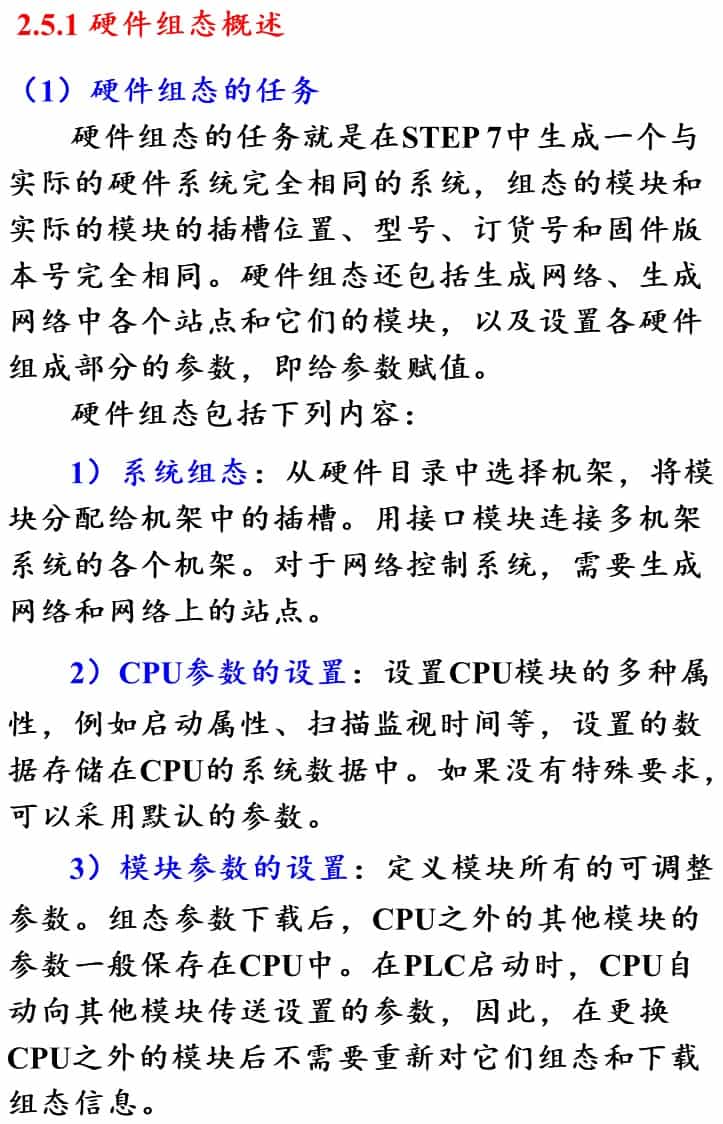 2.5.1 硬件组态概述
（1）硬件组态的任务
硬件组态的任务就是在STEP 7中生成一个与
实际的硬件系统完全相同的系统，组态的模块和
实际的模块的插槽位置、型号、订货号和固件版
本号完全相同。硬件组态还包括生成网络、生成
网络中各个站点和它们的模块，以及设置各硬件
组成部分的参数，即给参数赋值。
硬件组态包括下列内容：
1）系统组态：从硬件目录中选择机架，将模
块分配给机架中的插槽。用接口模块连接多机架
系统的各个机架。对于网络控制系统，需要生成
网络和网络上的站点。
2）CPU参数的设置：设置CPU模块的多种属
性，例如启动属性、扫描监视时间等，设置的数
据存储在CPU的系统数据中。如果没有特殊要求，
可以采用默认的参数。
3）模块参数的设置：定义模块所有的可调整
参数。组态参数下载后，CPU之外的其他模块的
参数一般保存在CPU中。在PLC启动时，CPU自
动向其他模块传送设置的参数，因此，在更换
CPU之外的模块后不需要重新对它们组态和下载
组态信息。